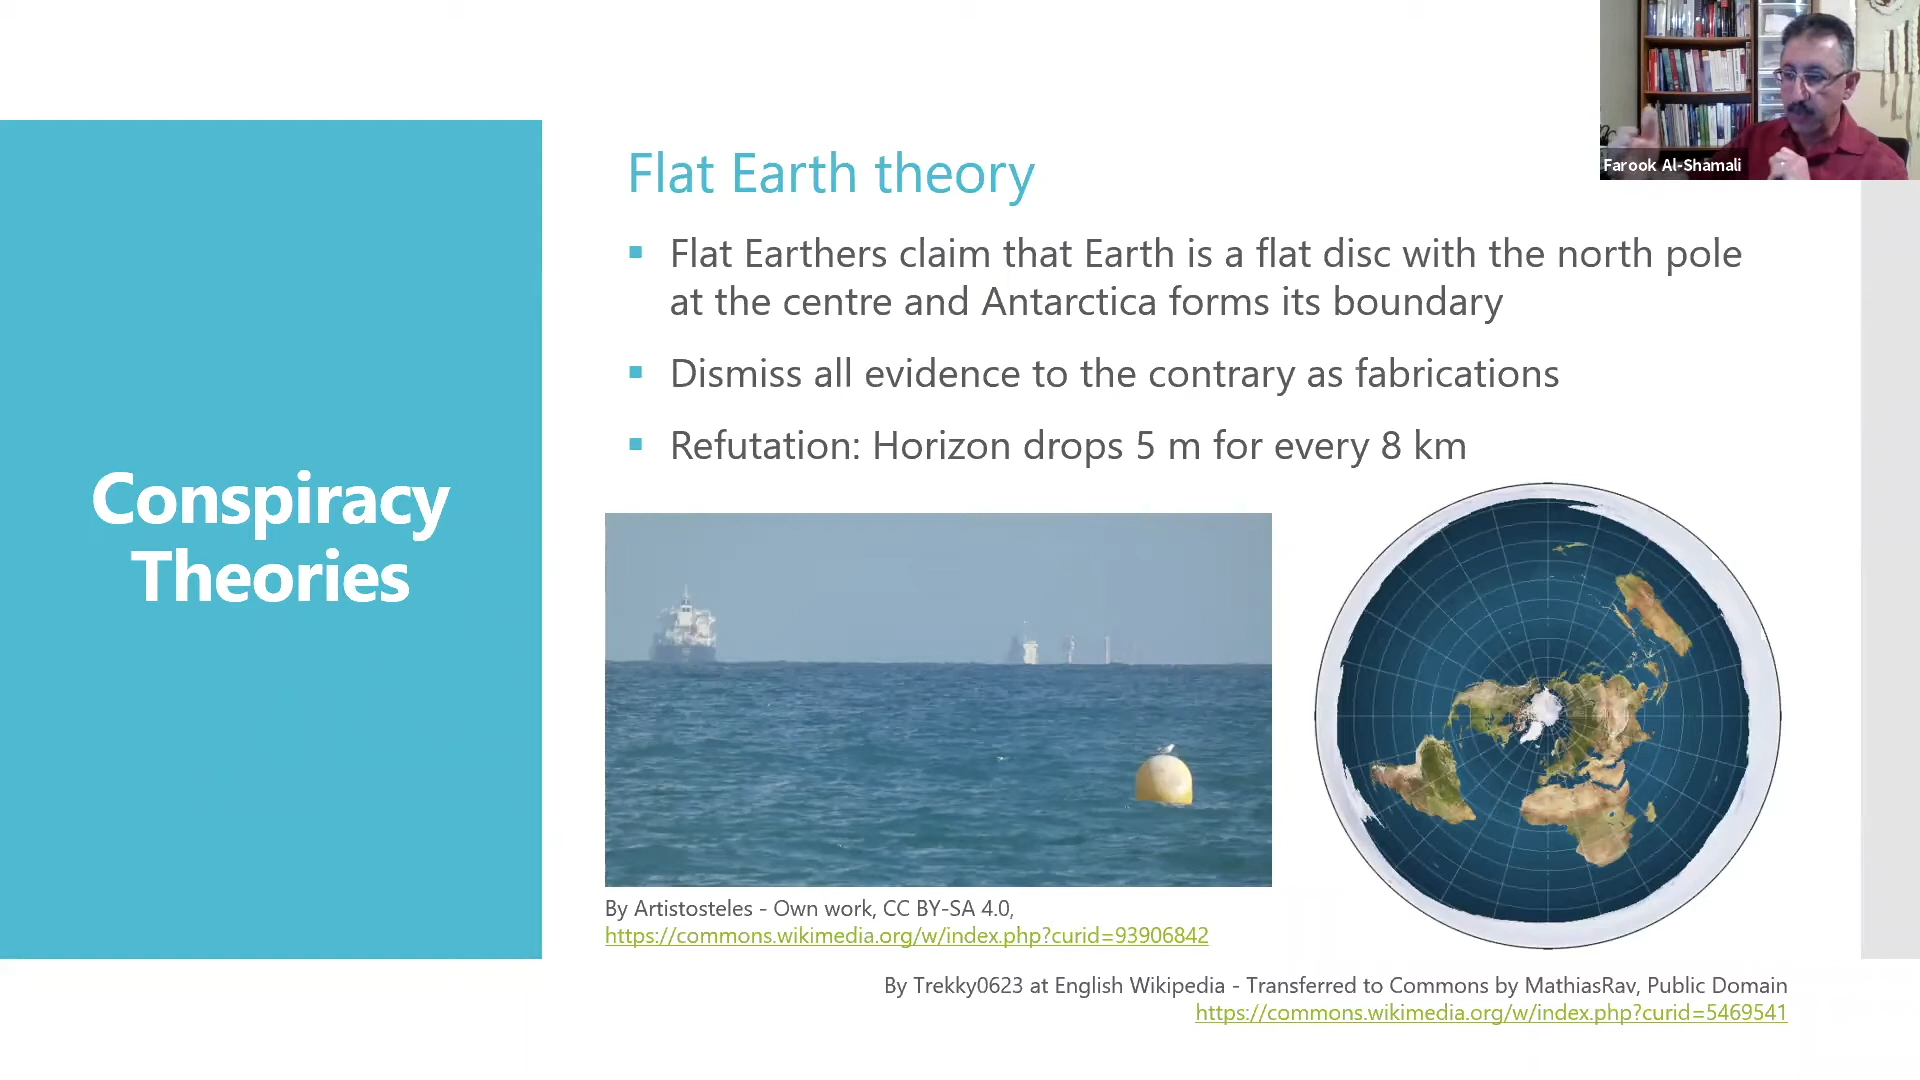 Farook Al-Shamali
Conspiracy
Theories
Flat Earth theory
Flat Earthers claim that Earth is a flat disc with the north pole
at the centre and Antarctica forms its boundary
Dismiss all evidence to the contrary as fabrications
Refutation: Horizon drops 5 m for every 8 km
By Artistosteles - Own work, CC BY-SA 4.0,
https://commons.wikimedia.org/w/index.php?curid=93906842
By Trekky0623 at English Wikipedia - Transferred to Commons by MathiasRav, Public Domain
https://commons.wikimedia.org/w/index.php?curid=5469541